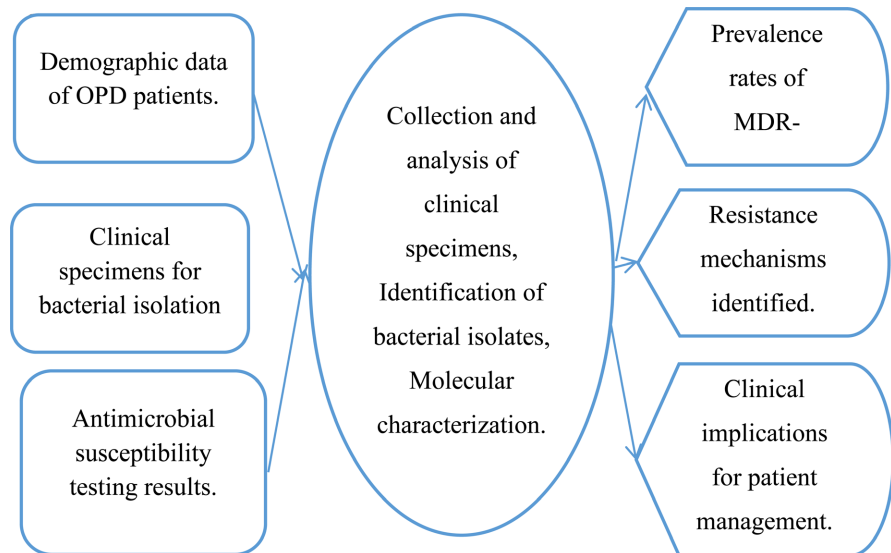 Demographic data
of OPD patients.
Clinical
specimens for
bacterial isolation
Antimicrobial
susceptibility
testing results.
Collection and
analysis of
clinical
specimens,
Identification of
bacterial isolates,
Molecular
characterization.
Prevalence
rates of
MDR-
Resistance
mechanisms
identified.
Clinical
implications
for patient
management.